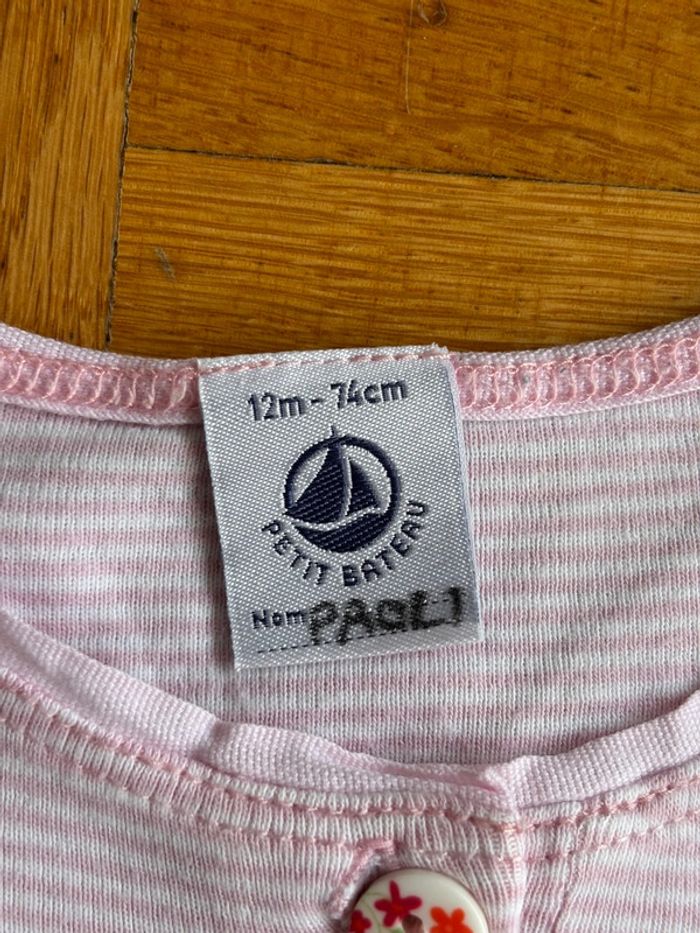 12m - 74cm
PETIT BATEAU
Nom PAOLI